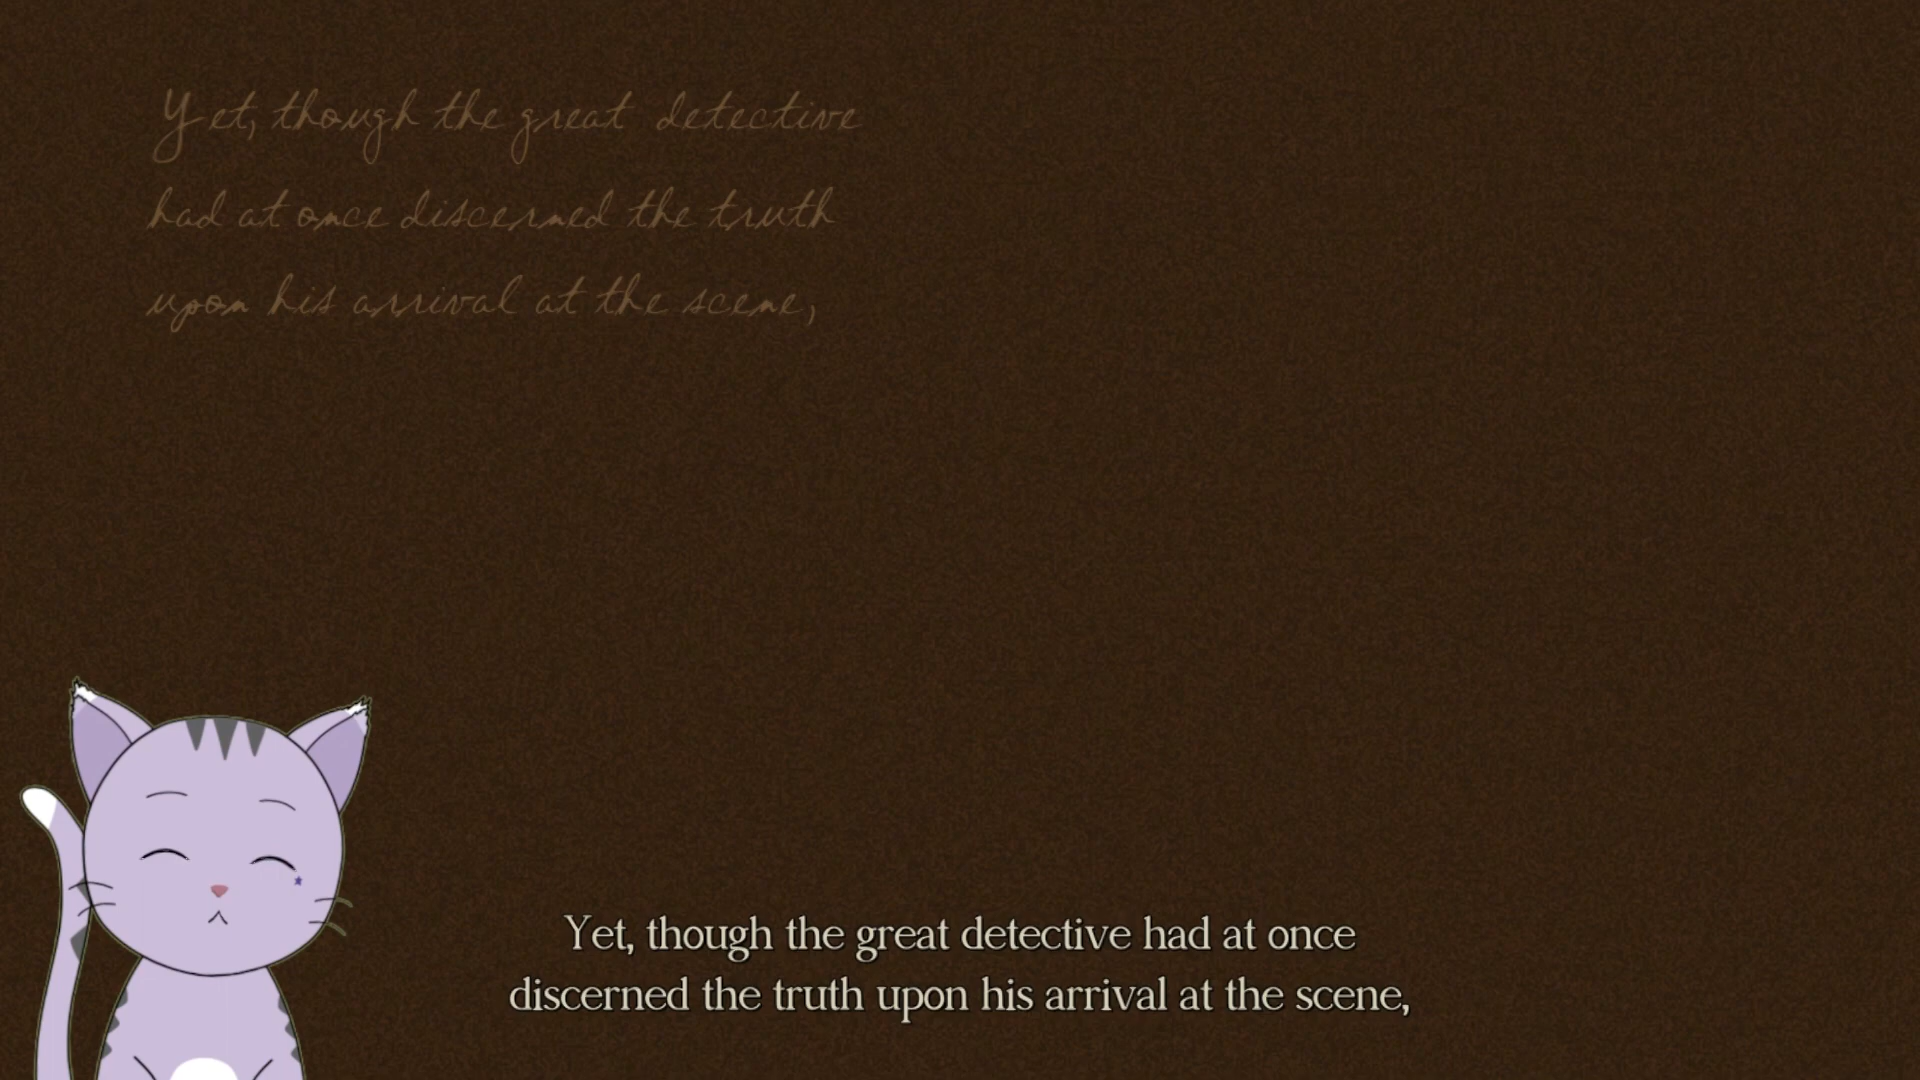 Yet, though the great detective
had at once discerned the truth
upon his arrival at the scene,
Yet, though the great detective had at once
discerned the truth upon his arrival at the scene,